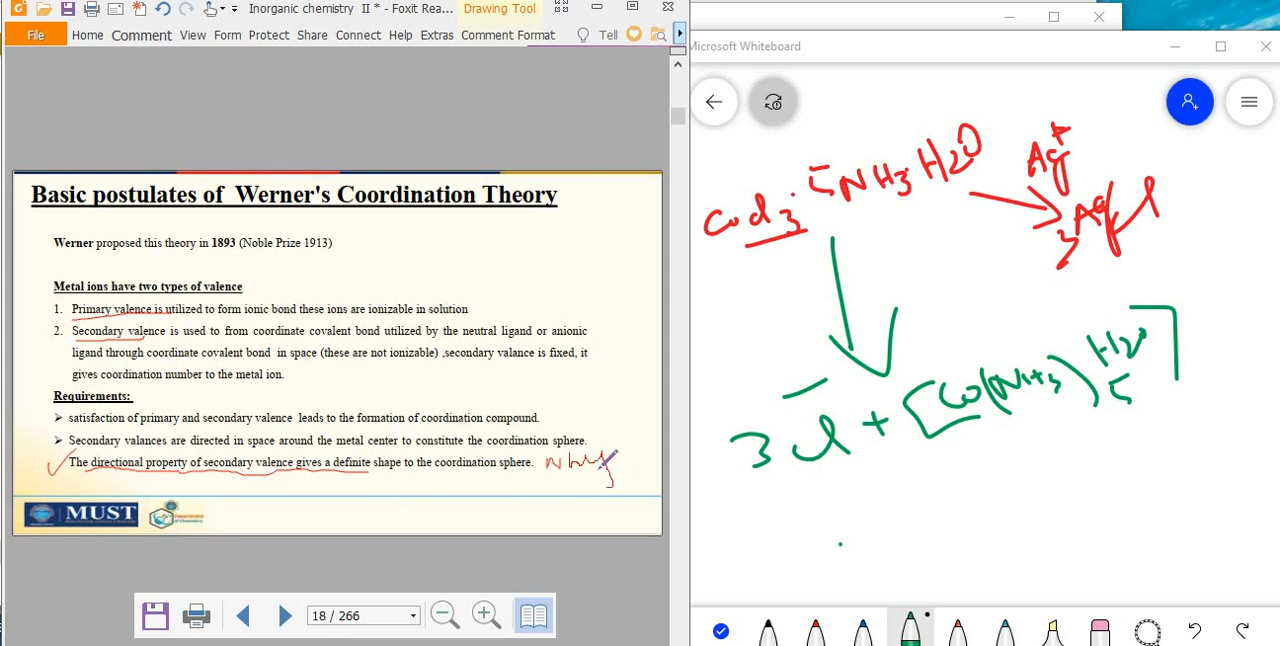 Inorganic chemistry II * - Foxit Rea...
Drawing Tool
File Home Comment View Form Protect Share Connect Help Extras Comment Format Tell
Basic postulates of Werner's Coordination Theory
Werner proposed this theory in 1893 (Noble Prize 1913)
Metal ions have two types of valence
1. Primary valence is utilized to form ionic bond these ions are ionizable in solution
2. Secondary valence is used to from coordinate covalent bond utilized by the neutral ligand or anionic
ligand through coordinate covalent bond in space (these are not ionizable) ,secondary valance is fixed, it
gives coordination number to the metal ion.
Requirements:
➢ satisfaction of primary and secondary valence leads to the formation of coordination compound.
➢ Secondary valances are directed in space around the metal center to constitute the coordination sphere.
The directional property of secondary valence gives a definite shape to the coordination sphere.
MUST
18 / 266
Microsoft Whiteboard
CoCl3 5NH3 H2O
Ag+
3 AgCl
3 Cl- + [Co(NH3)5 H2O]